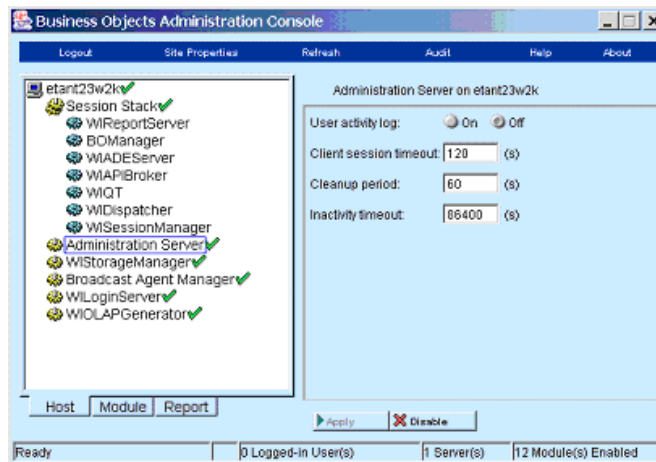 Business Objects Administration Console
Logout Site Properties Refresh Audit Help About
etant23w2k
Session Stack
WIReportServer
BOManager
WIADEServer
WIAPIBroker
WIQT
WIDispatcher
WISessionManager
Administration Server
WIStorageManager
Broadcast Agent Manager
WILoginServer
WIOLAPGenerator
Host Module Report
Administration Server on etant23w2k
User activity log: On Off
Client session timeout: 120 (s)
Cleanup period: 60 (s)
Inactivity timeout: 86400 (s)
Apply Disable
Ready 0 Logged-in User(s) 1 Server(s) 12 Module(s) Enabled